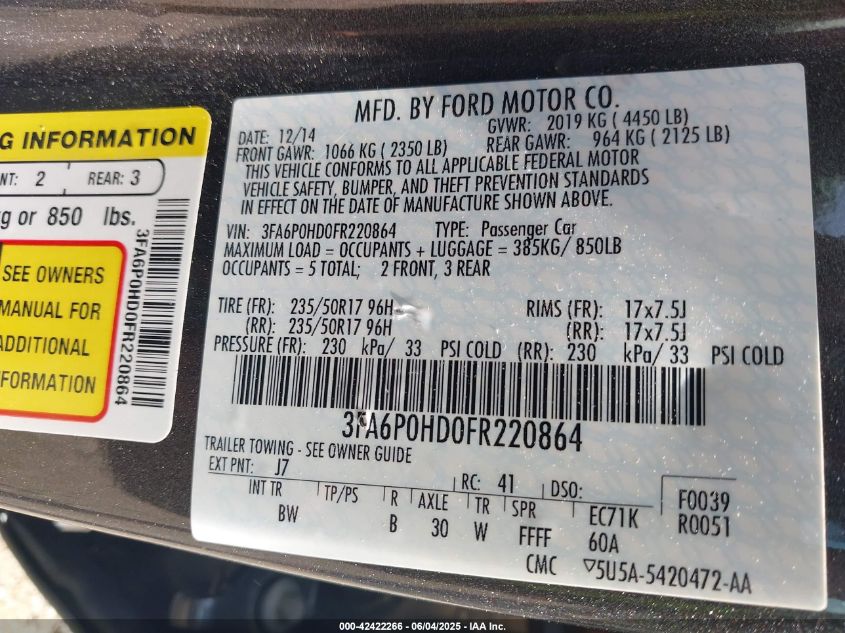 G INFORMATION
NT: 2 REAR: 3
kg or 850 lbs.
SEE OWNERS
MANUAL FOR
ADDITIONAL
INFORMATION
3FA6P0HD0FR220864
MFD. BY FORD MOTOR CO.
DATE: 12/14 GVWR: 2019 KG ( 4450 LB)
FRONT GAWR: 1066 KG ( 2350 LB) REAR GAWR: 964 KG ( 2125 LB)
THIS VEHICLE CONFORMS TO ALL APPLICABLE FEDERAL MOTOR
VEHICLE SAFETY, BUMPER, AND THEFT PREVENTION STANDARDS
IN EFFECT ON THE DATE OF MANUFACTURE SHOWN ABOVE.
VIN: 3FA6P0HD0FR220864 TYPE: Passenger Car
MAXIMUM LOAD = OCCUPANTS + LUGGAGE = 385KG/ 850LB
OCCUPANTS = 5 TOTAL; 2 FRONT, 3 REAR
TIRE (FR): 235/50R17 96H RIMS (FR): 17x7.5J
(RR): 235/50R17 96H (RR): 17x7.5J
PRESSURE (FR): 230 kPa/ 33 PSI COLD (RR): 230 kPa/ 33 PSI COLD
3FA6P0HD0FR220864
TRAILER TOWING - SEE OWNER GUIDE
EXT PNT: J7 RC: 41 DSO:
INT TR TP/PS R AXLE TR SPR EC71K F0039
BW B 30 W FFFF 60A R0051
CMC ▽5U5A-5420472-AA
000-42422266 - 06/04/2025 - IAA Inc.